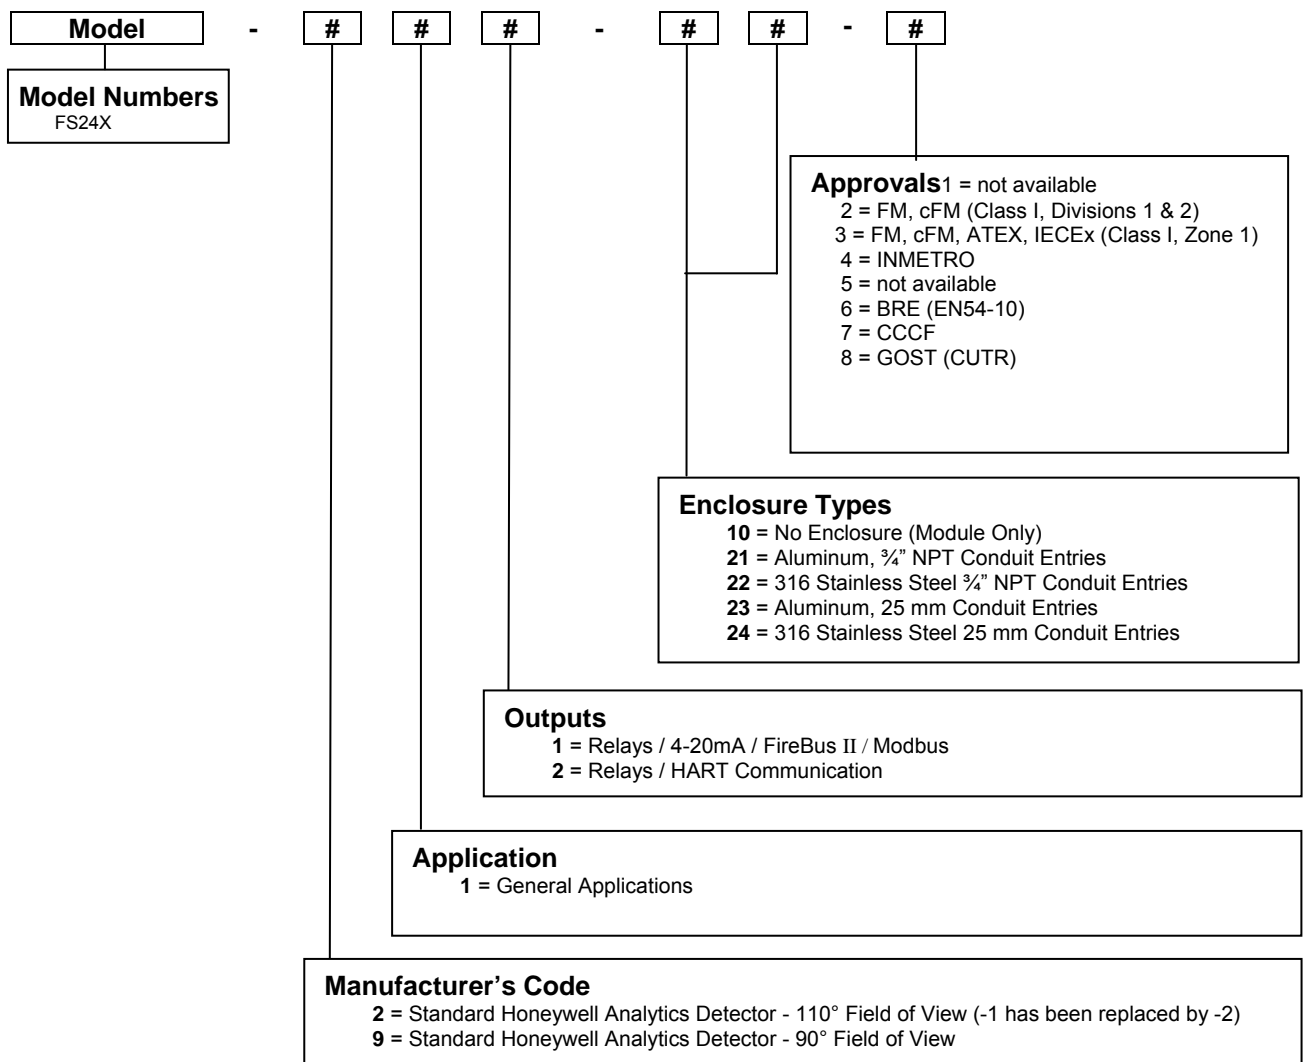 Model - # # # - # # - #
Model Numbers
FS24X
Approvals1 = not available
2 = FM, cFM (Class I, Divisions 1 & 2)
3 = FM, cFM, ATEX, IECEx (Class I, Zone 1)
4 = INMETRO
5 = not available
6 = BRE (EN54-10)
7 = CCCF
8 = GOST (CUTR)
Enclosure Types
10 = No Enclosure (Module Only)
21 = Aluminum, ¾” NPT Conduit Entries
22 = 316 Stainless Steel ¾” NPT Conduit Entries
23 = Aluminum, 25 mm Conduit Entries
24 = 316 Stainless Steel 25 mm Conduit Entries
Outputs
1 = Relays / 4-20mA / FireBus II / Modbus
2 = Relays / HART Communication
Application
1 = General Applications
Manufacturer’s Code
2 = Standard Honeywell Analytics Detector - 110° Field of View (-1 has been replaced by -2)
9 = Standard Honeywell Analytics Detector - 90° Field of View